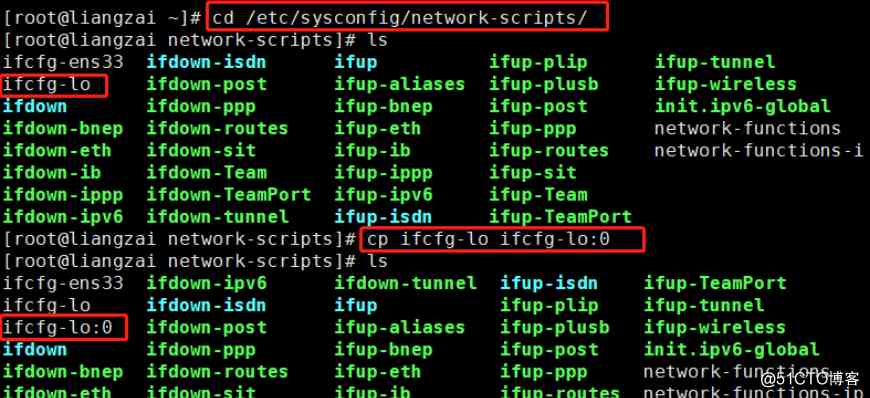 [root@liangzai ~]# cd /etc/sysconfig/network-scripts/
[root@liangzai network-scripts]# ls
ifcfg-ens33 ifdown-isdn ifup ifup-plip ifup-tunnel
ifcfg-lo ifdown-post ifup-aliases ifup-plusb ifup-wireless
ifdown ifdown-ppp ifup-bnep ifup-post init.ipv6-global
ifdown-bnep ifdown-routes ifup-eth ifup-ppp network-functions
ifdown-eth ifdown-sit ifup-ib ifup-routes network-functions-i
ifdown-ib ifdown-Team ifup-ippp ifup-sit
ifdown-ippp ifdown-TeamPort ifup-ipv6 ifup-Team
ifdown-ipv6 ifdown-tunnel ifup-isdn ifup-TeamPort
[root@liangzai network-scripts]# cp ifcfg-lo ifcfg-lo:0
[root@liangzai network-scripts]# ls
ifcfg-ens33 ifdown-ipv6 ifdown-tunnel ifup-isdn ifup-TeamPort
ifcfg-lo ifdown-isdn ifup ifup-plip ifup-tunnel
ifcfg-lo:0 ifdown-post ifup-aliases ifup-plusb ifup-wireless
ifdown ifdown-ppp ifup-bnep ifup-post init.ipv6-global
ifdown-bnep ifdown-routes ifup-eth ifup-ppp network-functions
ifdown-eth ifdown-sit ifup-ib ifup-routes network-functions-ip
@51CTO博客